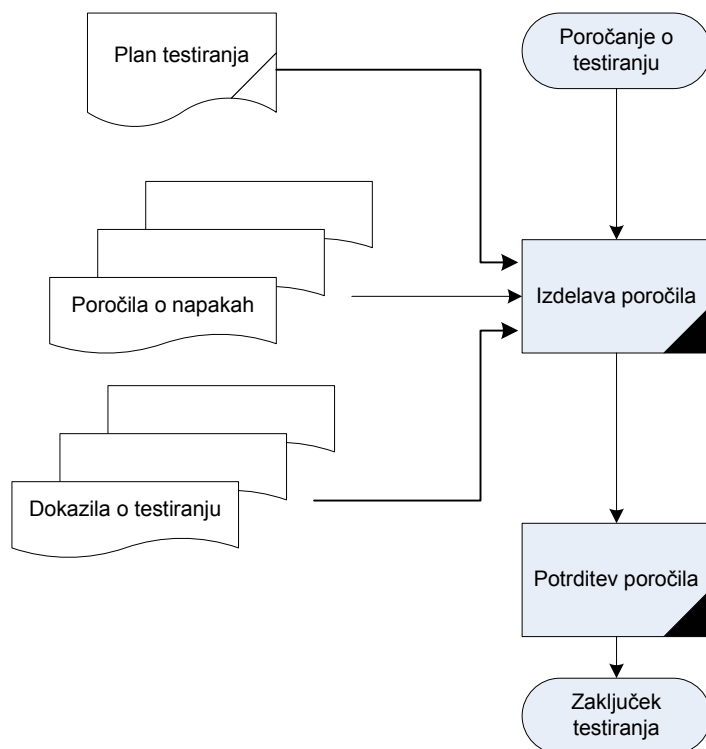 Plan testiranja
Poročanje o
testiranju
Poročila o napakah
Izdelava poročila
Dokazila o testiranju
Potrditev poročila
Zaključek
testiranja